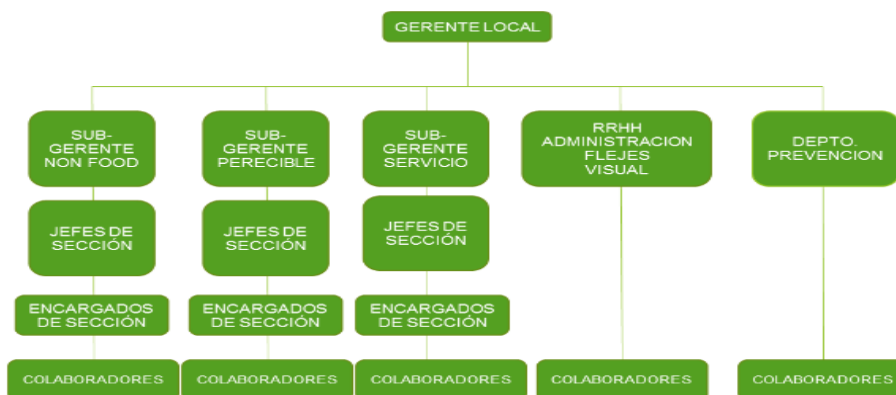 GERENTE LOCAL
SUB-
GERENTE
NON FOOD
SUB-
GERENTE
PERECIBLE
SUB-
GERENTE
SERVICIO
RRHH
ADMINISTRACION
FLEJES
VISUAL
DEPTO.
PREVENCION
JEFES DE
SECCIÓN
JEFES DE
SECCIÓN
JEFES DE
SECCIÓN
ENCARGADOS
DE SECCIÓN
ENCARGADOS
DE SECCIÓN
ENCARGADOS
DE SECCIÓN
COLABORADORES
COLABORADORES
COLABORADORES
COLABORADORES
COLABORADORES